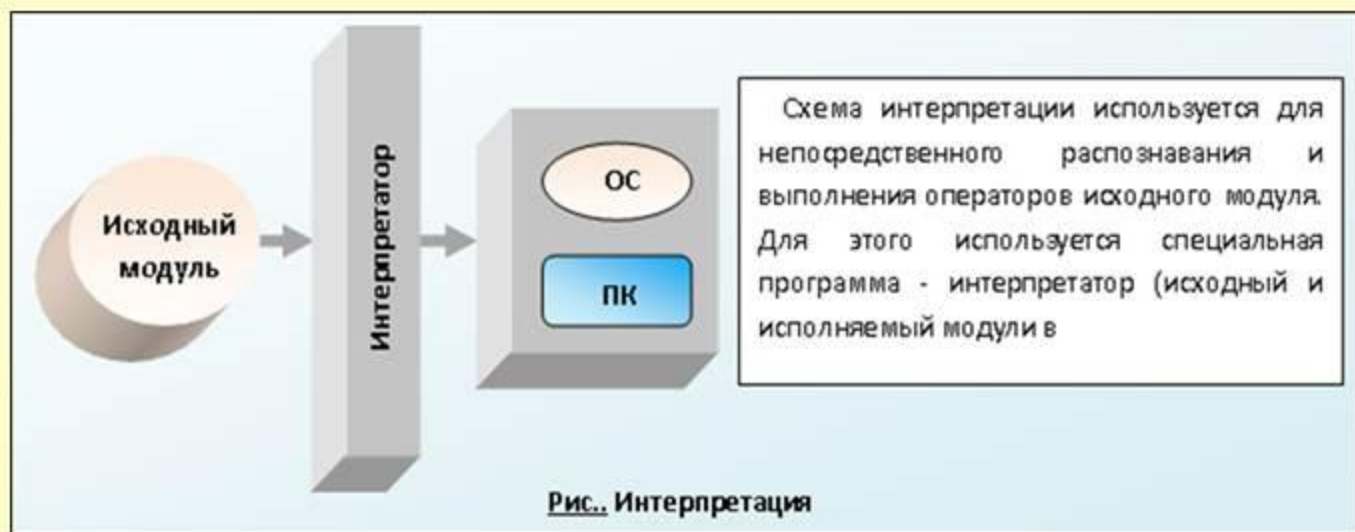 Исходный
модуль
Интерпретатор
ОС
ПК
Схема интерпретации используется для
непосредственного распознавания и
выполнения операторов исходного модуля.
Для этого используется специальная
программа - интерпретатор (исходный и
исполняемый модули в
Рис.. Интерпретация